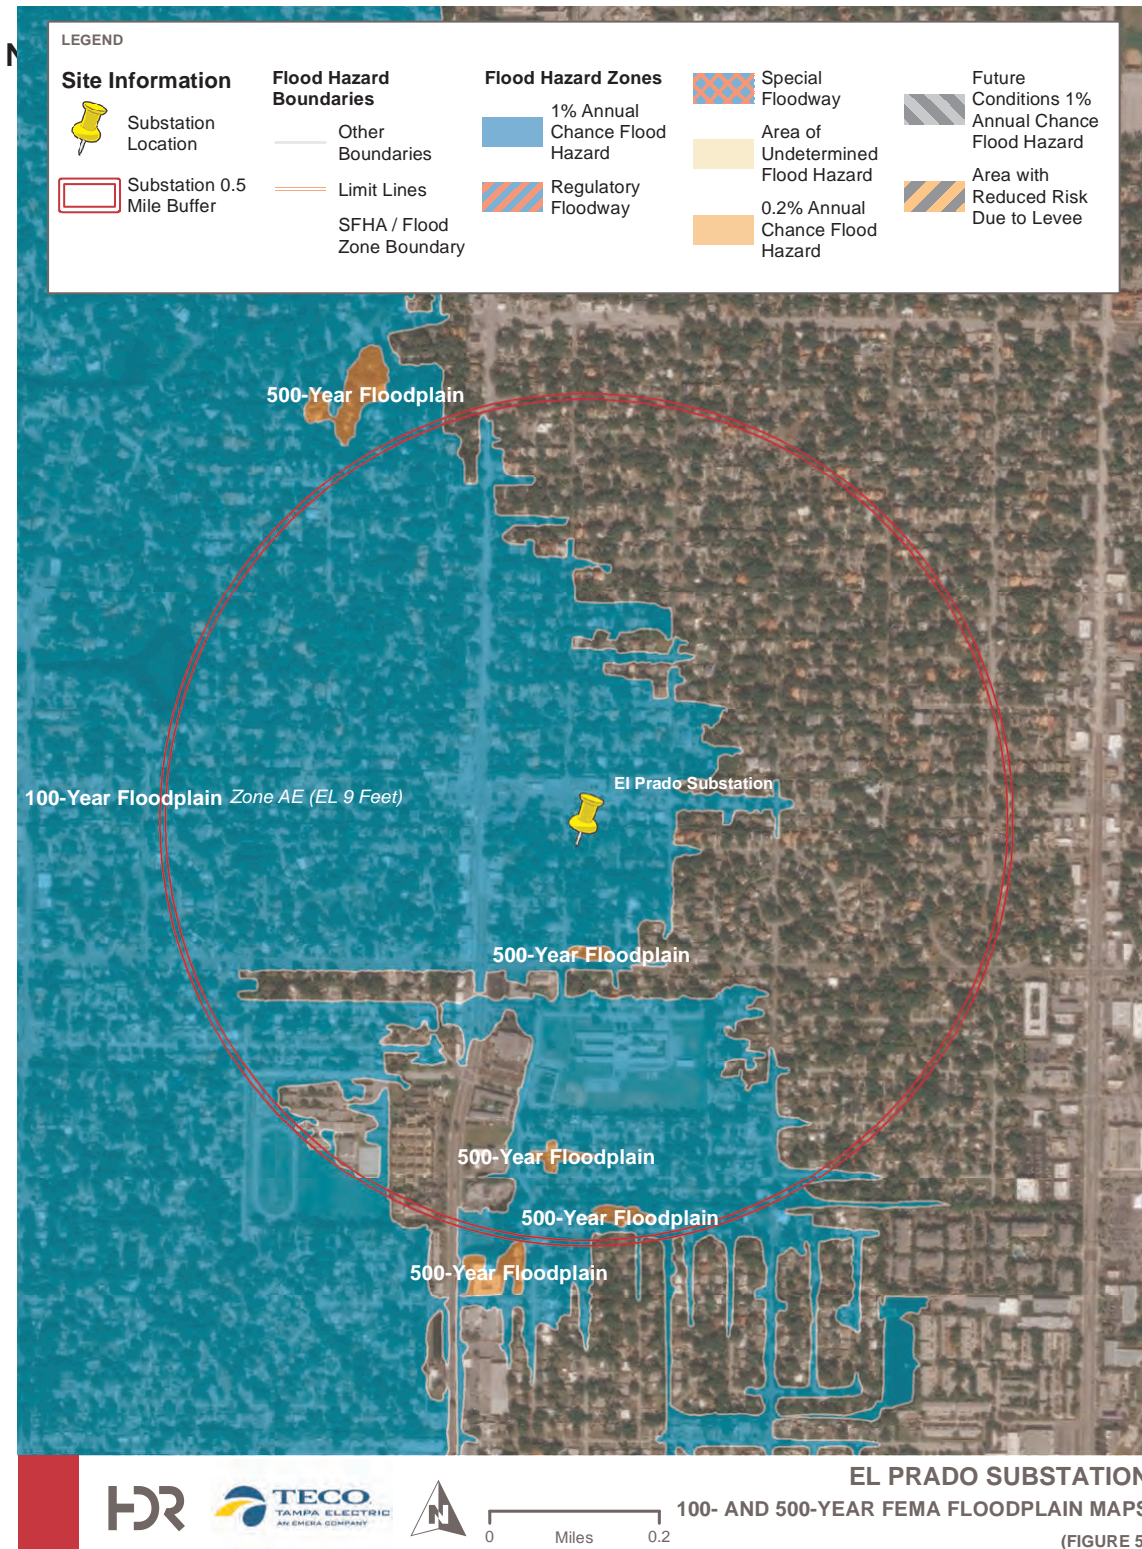 LEGEND
N
Site Information
Substation
Location
Substation 0.5
Mile Buffer
Flood Hazard
Boundaries
Other
Boundaries
Limit Lines
SFHA / Flood
Zone Boundary
Flood Hazard Zones
1% Annual
Chance Flood
Hazard
Regulatory
Floodway
Special
Floodway
Area of
Undetermined
Flood Hazard
0.2% Annual
Chance Flood
Hazard
Future
Conditions 1%
Annual Chance
Flood Hazard
Area with
Reduced Risk
Due to Levee
500-Year Floodplain
El Prado Substation
100-Year Floodplain Zone AE (EL 9 Feet)
500-Year Floodplain
500-Year Floodplain
500-Year Floodplain
500-Year Floodplain
HDR
TECO
TAMPA ELECTRIC
AN EMERA COMPANY
N
0 Miles 0.2
EL PRADO SUBSTATION
100- AND 500-YEAR FEMA FLOODPLAIN MAPS
(FIGURE 5